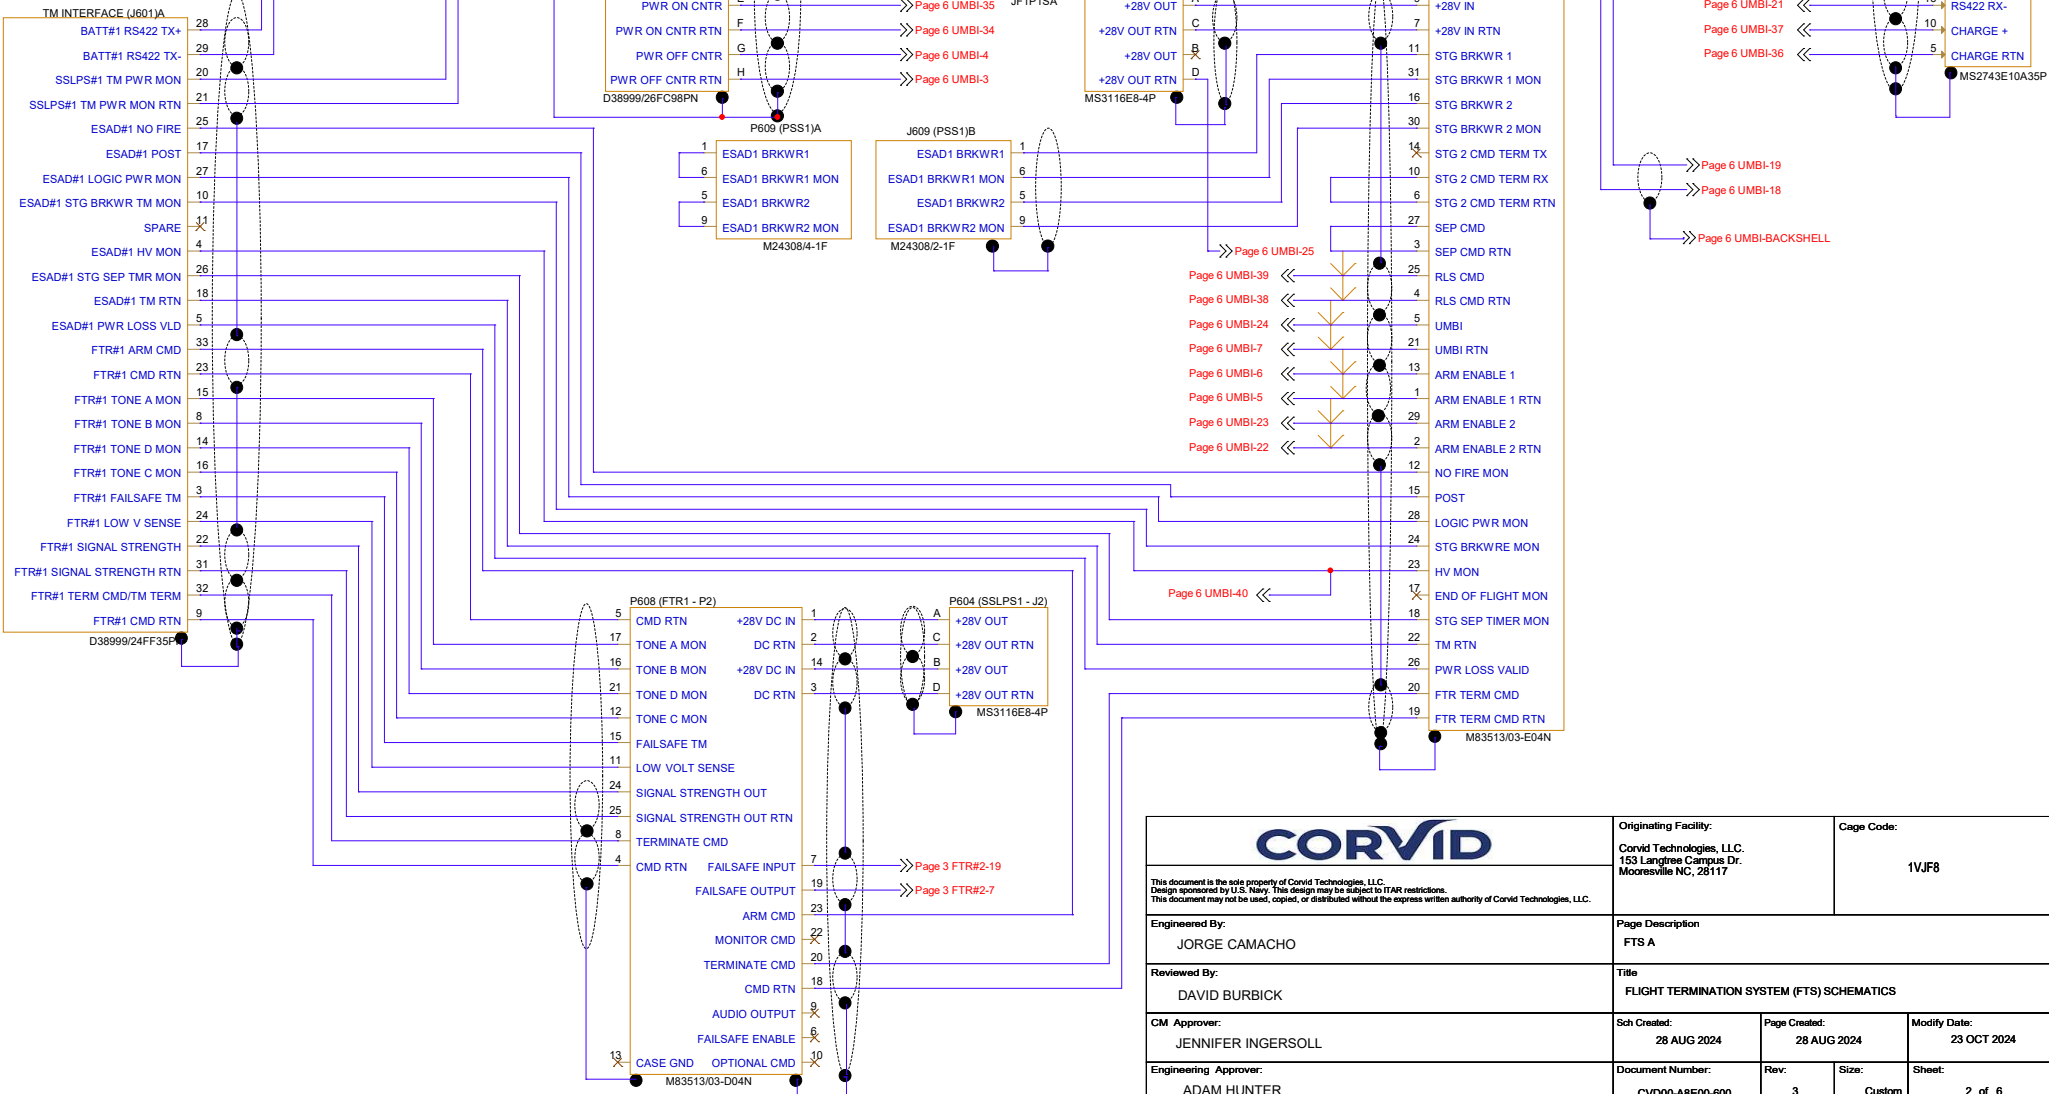 TM INTERFACE (J601)A
BATT#1 RS422 TX+ 28
BATT#1 RS422 TX- 29
SSLPS#1 TM PWR MON 20
SSLPS#1 TM PWR MON RTN 21
ESAD#1 NO FIRE 25
ESAD#1 POST 17
ESAD#1 LOGIC PWR MON 27
ESAD#1 STG BRKWR TM MON 10
SPARE 11
ESAD#1 HV MON 4
ESAD#1 STG SEP TMR MON 26
ESAD#1 TM RTN 18
ESAD#1 PWR LOSS VLD 5
FTR#1 ARM CMD 33
FTR#1 CMD RTN 23
FTR#1 TONE A MON 15
FTR#1 TONE B MON 8
FTR#1 TONE D MON 14
FTR#1 TONE C MON 16
FTR#1 FAILSAFE TM 3
FTR#1 LOW V SENSE 24
FTR#1 SIGNAL STRENGTH 22
FTR#1 SIGNAL STRENGTH RTN 31
FTR#1 TERM CMD/TM TERM 32
FTR#1 CMD RTN 9
D38999/24FF35P
PWR ON CNTR Page 6 UMBI-35
PWR ON CNTR RTN F Page 6 UMBI-34
PWR OFF CNTR G Page 6 UMBI-4
PWR OFF CNTR RTN H Page 6 UMBI-3
D38999/26FC98PN
P609 (PSS1)A
1 ESAD1 BRKWR1
6 ESAD1 BRKWR1 MON
5 ESAD1 BRKWR2
9 ESAD1 BRKWR2 MON
M24308/4-1F
J609 (PSS1)B
ESAD1 BRKWR1 1
ESAD1 BRKWR1 MON 6
ESAD1 BRKWR2 5
ESAD1 BRKWR2 MON 9
M24308/2-1F
JF1P1SA
+28V OUT
+28V OUT RTN C
+28V OUT B
+28V OUT RTN D
MS3116E8-4P
Page 6 UMBI-25
Page 6 UMBI-39
Page 6 UMBI-38
Page 6 UMBI-24
Page 6 UMBI-7
Page 6 UMBI-6
Page 6 UMBI-5
Page 6 UMBI-23
Page 6 UMBI-22
Page 6 UMBI-40
+28V IN
7 +28V IN RTN
11 STG BRKWR 1
31 STG BRKWR 1 MON
16 STG BRKWR 2
30 STG BRKWR 2 MON
14 STG 2 CMD TERM TX
10 STG 2 CMD TERM RX
6 STG 2 CMD TERM RTN
27 SEP CMD
3 SEP CMD RTN
25 RLS CMD
4 RLS CMD RTN
5 UMBI
21 UMBI RTN
13 ARM ENABLE 1
1 ARM ENABLE 1 RTN
29 ARM ENABLE 2
2 ARM ENABLE 2 RTN
12 NO FIRE MON
15 POST
28 LOGIC PWR MON
24 STG BRKWRE MON
23 HV MON
17 END OF FLIGHT MON
18 STG SEP TIMER MON
22 TM RTN
26 PWR LOSS VALID
20 FTR TERM CMD
19 FTR TERM CMD RTN
M83513/03-E04N
Page 6 UMBI-21 RS422 RX-
Page 6 UMBI-37 10 CHARGE +
Page 6 UMBI-36 5 CHARGE RTN
MS2743E10A35P
Page 6 UMBI-19
Page 6 UMBI-18
Page 6 UMBI-BACKSHELL
P608 (FTR1 - P2)
5 CMD RTN +28V DC IN 1
17 TONE A MON DC RTN 2
16 TONE B MON +28V DC IN 14
21 TONE D MON DC RTN 3
12 TONE C MON
15 FAILSAFE TM
11 LOW VOLT SENSE
24 SIGNAL STRENGTH OUT
25 SIGNAL STRENGTH OUT RTN
8 TERMINATE CMD
4 CMD RTN FAILSAFE INPUT 7 Page 3 FTR#2-19
FAILSAFE OUTPUT 19 Page 3 FTR#2-7
ARM CMD 23
MONITOR CMD 22
TERMINATE CMD 20
CMD RTN 18
AUDIO OUTPUT 9
FAILSAFE ENABLE 6
13 CASE GND OPTIONAL CMD 10
M83513/03-D04N
P604 (SSLPS1 - J2)
A +28V OUT
C +28V OUT RTN
B +28V OUT
D +28V OUT RTN
MS3116E8-4P
CORVID
This document is the sole property of Corvid Technologies, LLC.
Design sponsored by U.S. Navy. This design may be subject to ITAR restrictions.
This document may not be used, copied, or distributed without the express written authority of Corvid Technologies, LLC.
Originating Facility:
Corvid Technologies, LLC.
153 Langtree Campus Dr.
Mooresville NC, 28117
Cage Code:
1VJF8
Engineered By:
JORGE CAMACHO
Page Description
FTS A
Reviewed By:
DAVID BURBICK
Title
FLIGHT TERMINATION SYSTEM (FTS) SCHEMATICS
CM Approver:
JENNIFER INGERSOLL
Sch Created:
28 AUG 2024
Page Created:
28 AUG 2024
Modify Date:
23 OCT 2024
Engineering Approver:
ADAM HUNTER
Document Number:
CVD00-A8E00-600
Rev:
3
Size:
Custom
Sheet:
2 of 6